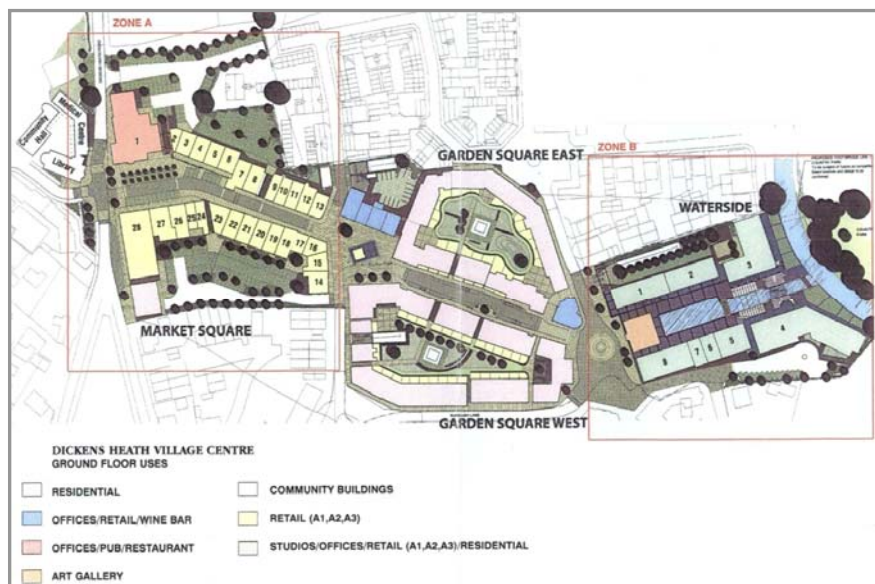 ZONE A
Community
Hall
Medical
Centre
Library
1
2
3
4
5
6
7
8
9
10
11
12
13
28
27
26
25
24
23
22
21
20
19
18
17
16
15
14
MARKET SQUARE
GARDEN SQUARE EAST
GARDEN SQUARE WEST
ZONE B
WATERSIDE
1
2
3
4
5
6
7
8
DICKENS HEATH VILLAGE CENTRE
GROUND FLOOR USES
RESIDENTIAL
COMMUNITY BUILDINGS
OFFICES/RETAIL/WINE BAR
RETAIL (A1,A2,A3)
OFFICES/PUB/RESTAURANT
STUDIOS/OFFICES/RETAIL (A1,A2,A3)/RESIDENTIAL
ART GALLERY